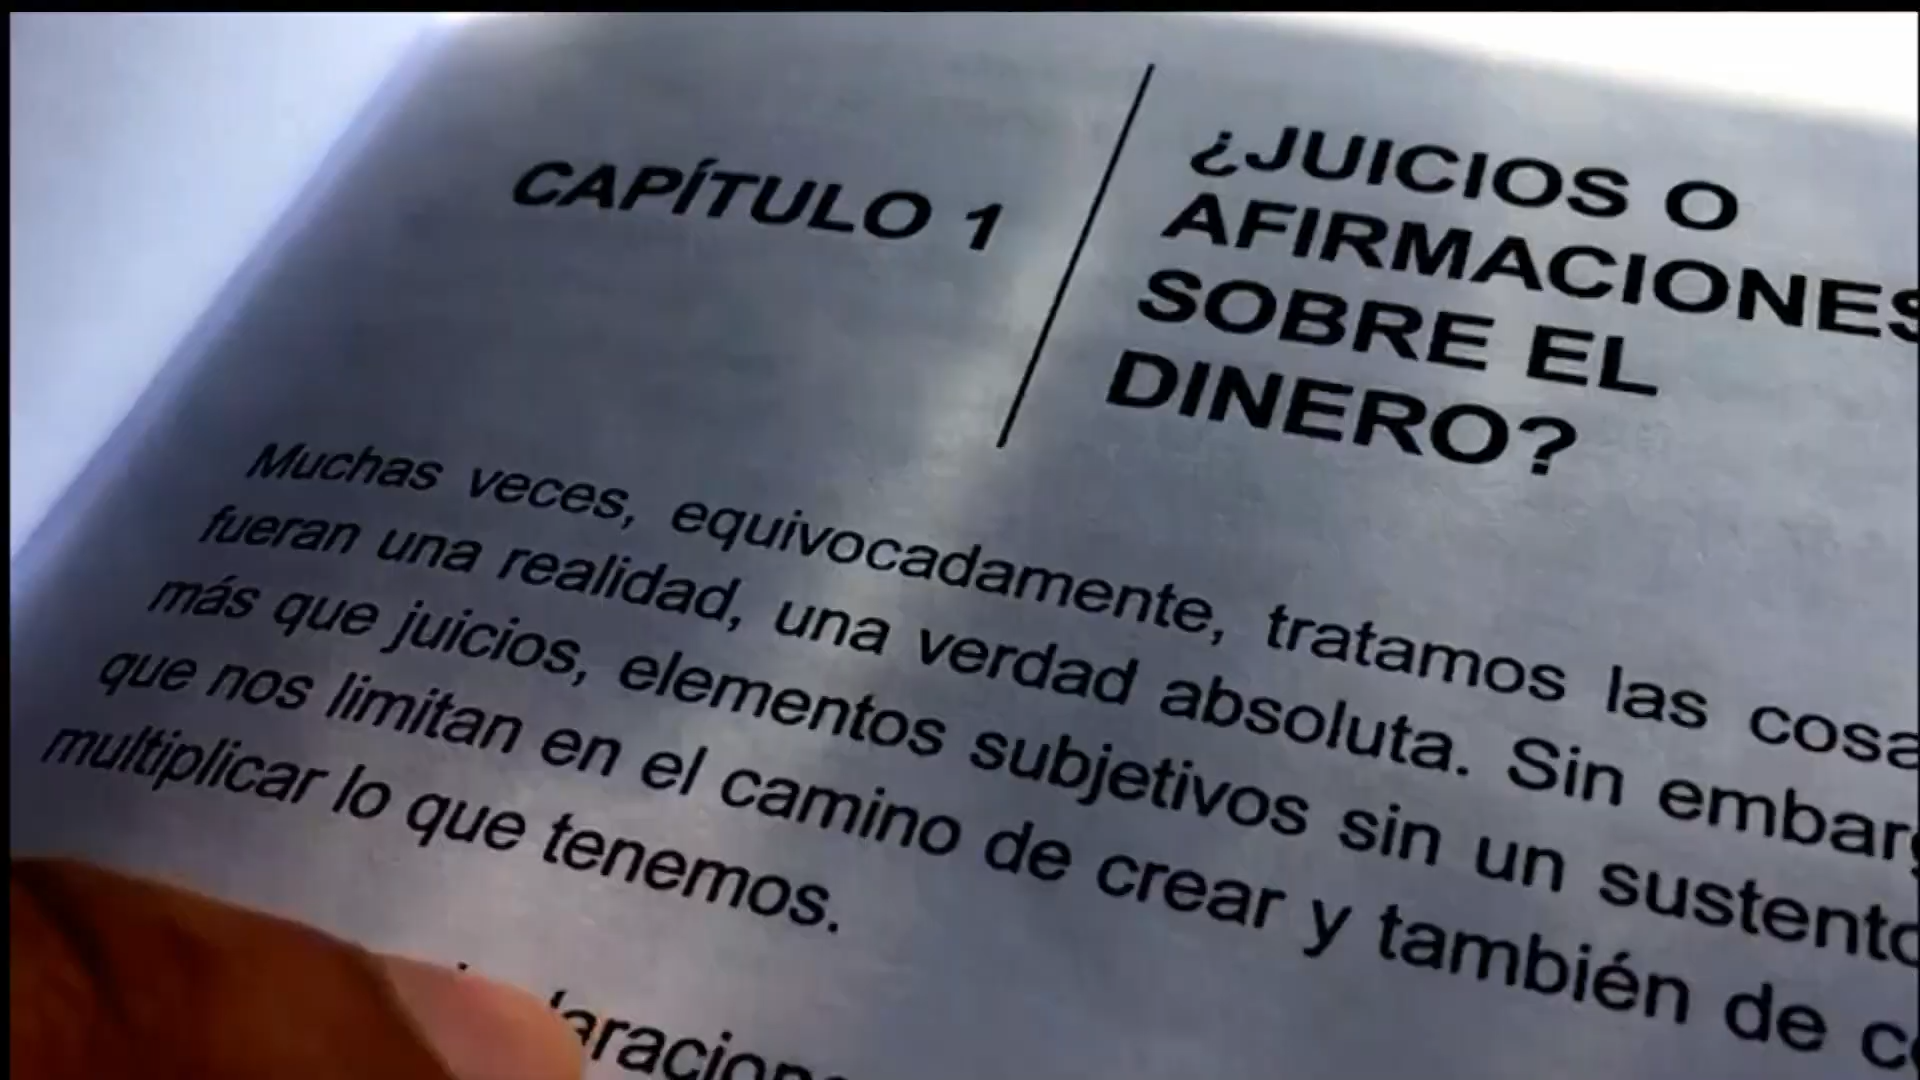 CAPÍTULO 1
¿JUICIOS O
AFIRMACIONES
SOBRE EL
DINERO?
Muchas veces, equivocadamente, tratamos las
fueran una realidad, una verdad absoluta. Sin
más que juicios, elementos subjetivos sin un sustento
que nos limitan en el camino de crear y también de
multiplicar lo que tenemos.